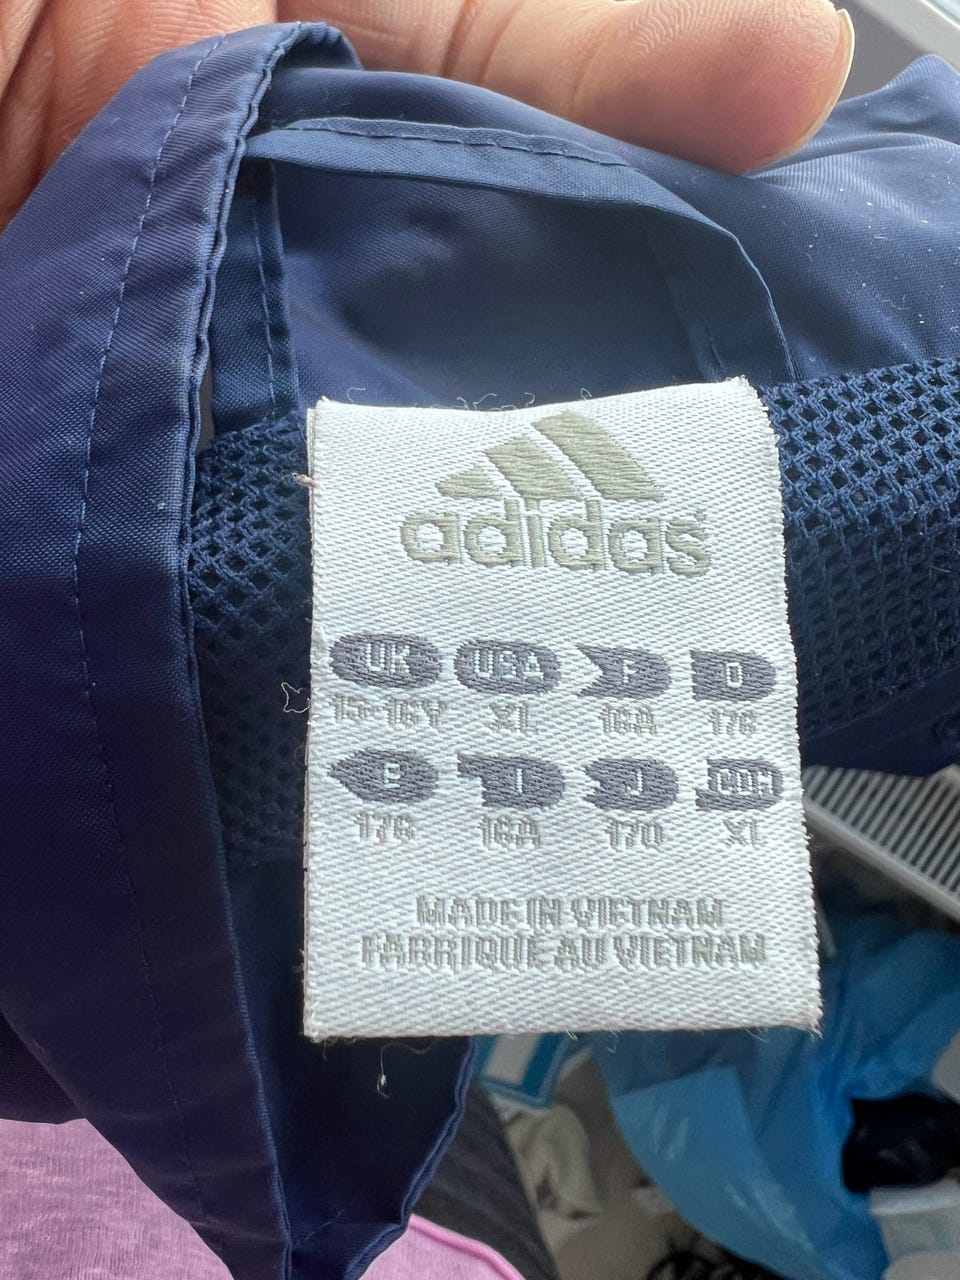 adidas
UK USA F D
15-16Y XL 16A 176
E I J CDN
176 16A 170 XL
MADE IN VIETNAM
FABRIQUÉ AU VIETNAM